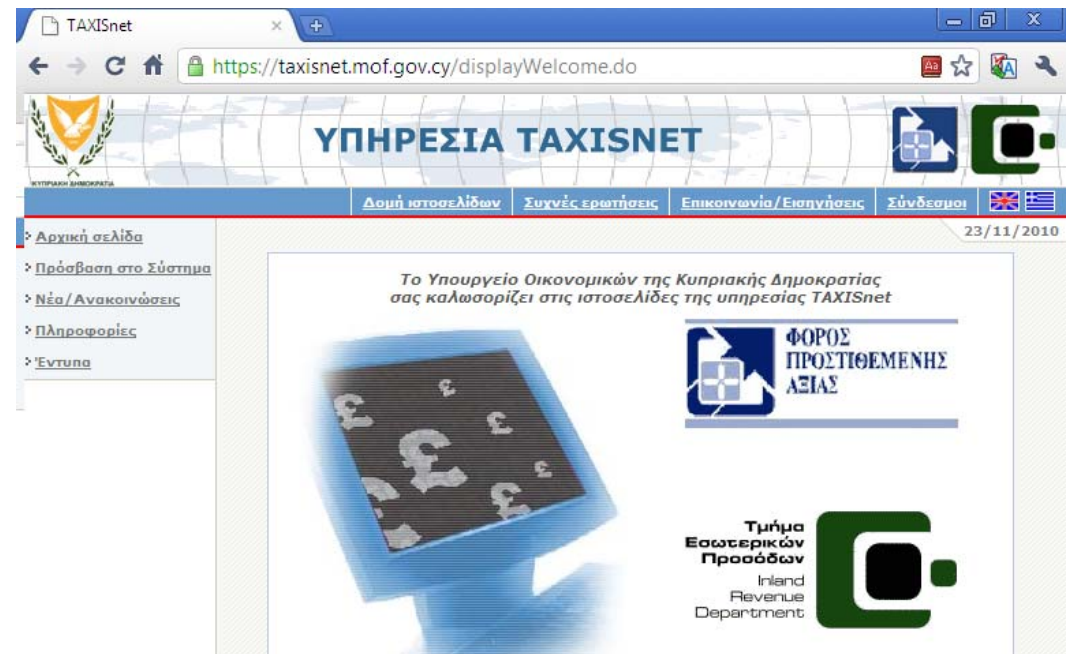 TAXISnet
https://taxisnet.mof.gov.cy/displayWelcome.do
ΚΥΠΡΙΑΚΗ ΔΗΜΟΚΡΑΤΙΑ
ΥΠΗΡΕΣΙΑ TAXISNET
Δομή ιστοσελίδων Συχνές ερωτήσεις Επικοινωνία/Εισηγήσεις Σύνδεσμοι
23/11/2010
Αρχική σελίδα
Πρόσβαση στο Σύστημα
Νέα/Ανακοινώσεις
Πληροφορίες
Έντυπα
Το Υπουργείο Οικονομικών της Κυπριακής Δημοκρατίας
σας καλωσορίζει στις ιστοσελίδες της υπηρεσίας TAXISnet
ΦΟΡΟΣ
ΠΡΟΣΤΙΘΕΜΕΝΗΣ
ΑΞΙΑΣ
£
£
£
£
£
£
Τμήμα
Εσωτερικών
Προσόδων
Inland
Revenue
Department